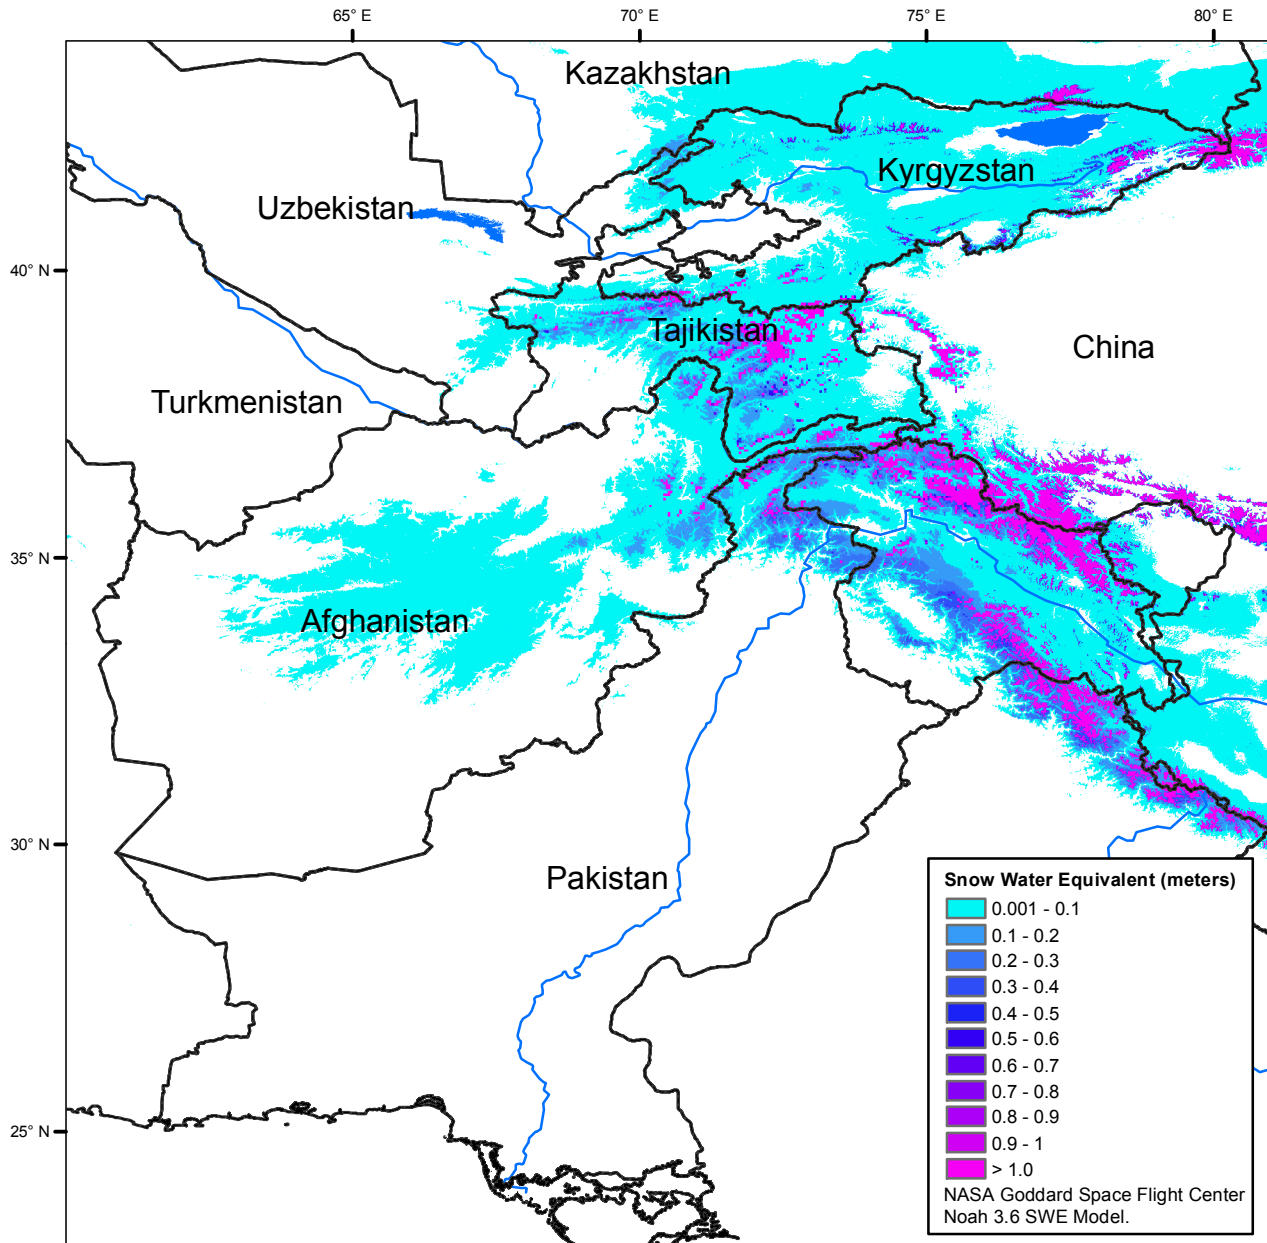 65° E
70° E
75° E
80° E
Kazakhstan
Kyrgyzstan
Uzbekistan
40° N
Tajikistan
China
Turkmenistan
35° N
Afghanistan
30° N
Pakistan
25° N
Snow Water Equivalent (meters)
0.001 - 0.1
0.1 - 0.2
0.2 - 0.3
0.3 - 0.4
0.4 - 0.5
0.5 - 0.6
0.6 - 0.7
0.7 - 0.8
0.8 - 0.9
0.9 - 1
> 1.0
NASA Goddard Space Flight Center
Noah 3.6 SWE Model.